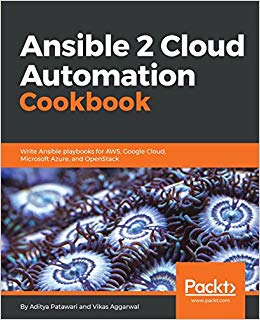 Ansible 2 Cloud
Automation
Cookbook
Write Ansible playbooks for AWS, Google Cloud,
Microsoft Azure, and OpenStack
Packt>
www.packt.com
By Aditya Patawari and Vikas Aggarwal